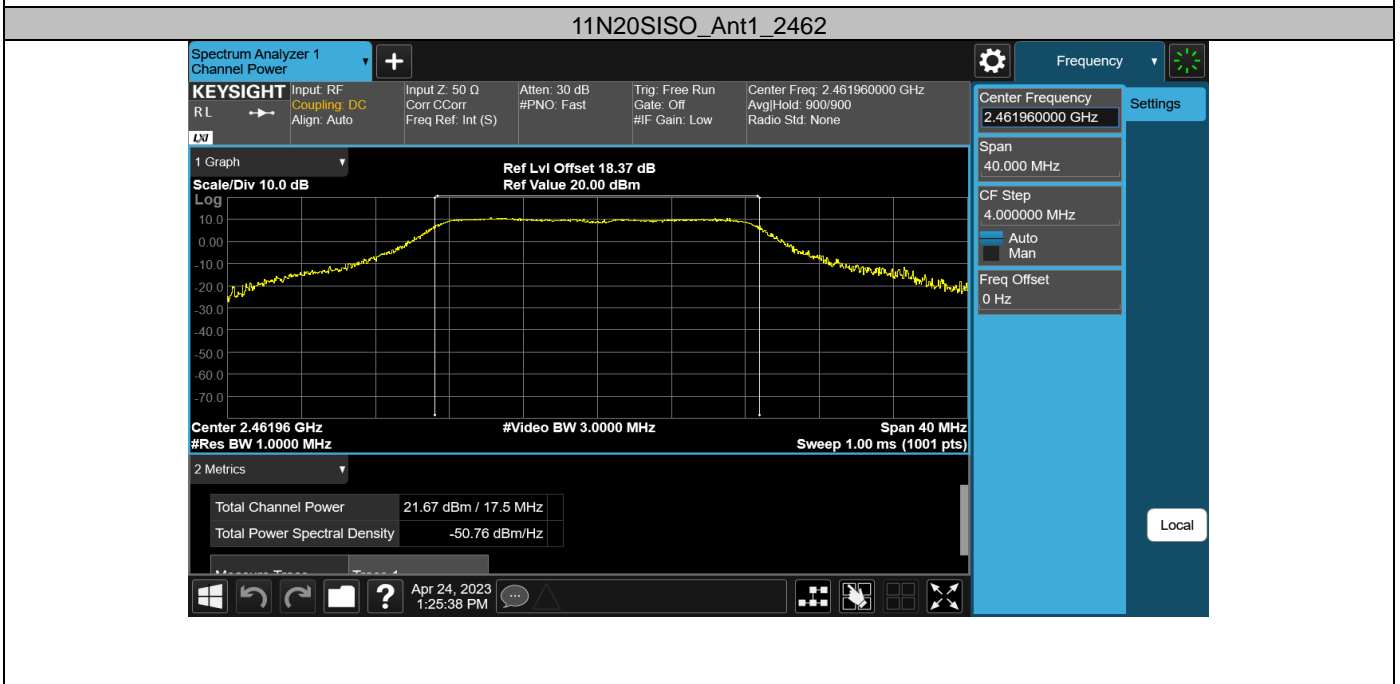 11N20SISO_Ant1_2462
Spectrum Analyzer 1
Channel Power
+
Frequency
KEYSIGHT
R L
LXI
Input: RF
Coupling: DC
Align: Auto
Input Z: 50 Ω
Corr CCorr
Freq Ref: Int (S)
Atten: 30 dB
#PNO: Fast
Trig: Free Run
Gate: Off
#IF Gain: Low
Center Freq: 2.461960000 GHz
Avg|Hold: 900/900
Radio Std: None
Center Frequency
2.461960000 GHz
Settings
Span
40.000 MHz
CF Step
4.000000 MHz
Auto
Man
Freq Offset
0 Hz
Local
1 Graph
Scale/Div 10.0 dB
Ref Lvl Offset 18.37 dB
Ref Value 20.00 dBm
Log
10.0
0.00
-10.0
-20.0
-30.0
-40.0
-50.0
-60.0
-70.0
Center 2.46196 GHz
#Video BW 3.0000 MHz
Span 40 MHz
#Res BW 1.0000 MHz
Sweep 1.00 ms (1001 pts)
2 Metrics
Total Channel Power 21.67 dBm / 17.5 MHz
Total Power Spectral Density -50.76 dBm/Hz
Measure Trace Trace 1
?
Apr 24, 2023
1:25:38 PM